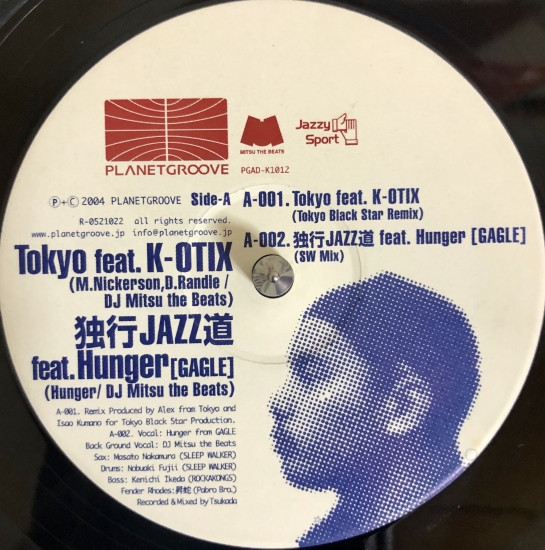 PLANETGROOVE
MITSU THE BEATS
Jazzy
Sport
PGAD-K1012
Ⓟ+Ⓒ 2004 PLANETGROOVE Side-A
R-0521022 all rights reserved.
www.planetgroove.jp info@planetgroove.jp
A-001. Tokyo feat. K-OTIX
(Tokyo Black Star Remix)
A-002. 独行JAZZ道 feat. Hunger [GAGLE]
(SW Mix)
Tokyo feat. K-OTIX
(M.Nickerson,D.Randle /
DJ Mitsu the Beats)
独行JAZZ道
feat. Hunger [GAGLE]
(Hunger/ DJ Mitsu the Beats)
A-001. Remix Produced by Alex from Tokyo and
Isao Kumano for Tokyo Black Star Production.
A-002. Vocal: Hunger from GAGLE
Back Ground Vocal: DJ Mitsu the Beats
Sax: Masato Nakamura (SLEEP WALKER)
Drums: Nobuaki Fujii (SLEEP WALKER)
Bass: Kenichi Ikeda (ROCKAKONGS)
Fender Rhodes: 昇蛇 (Pabro Bro.)
Recorded & Mixed by Tsukada